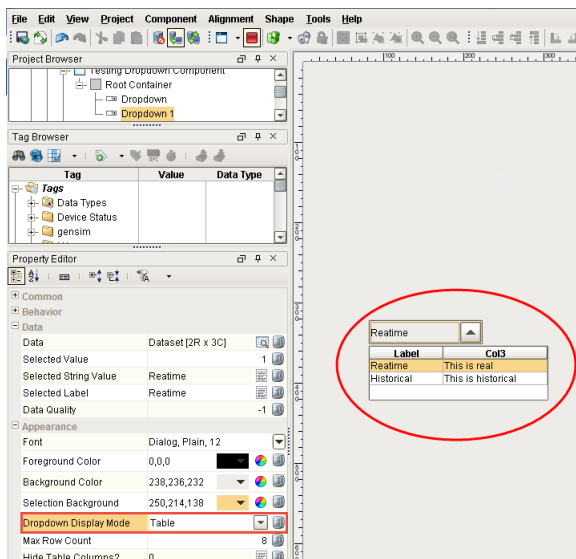 File Edit View Project Component Alignment Shape Tools Help
Project Browser
Testing Dropdown Component
Root Container
Dropdown
Dropdown 1
Tag Browser
Tag Value Data Type
Tags
Data Types
Device Status
gensim
Property Editor
Common
Behavior
Data
Data Dataset [2R x 3C]
Selected Value 1
Selected String Value Reatime
Selected Label Reatime
Data Quality -1
Appearance
Font Dialog, Plain, 12
Foreground Color 0,0,0
Background Color 238,236,232
Selection Background 250,214,138
Dropdown Display Mode Table
Max Row Count 8
Hide Table Columns? 0
100 200 300
Reatime
Label Col3
Reatime This is real
Historical This is historical